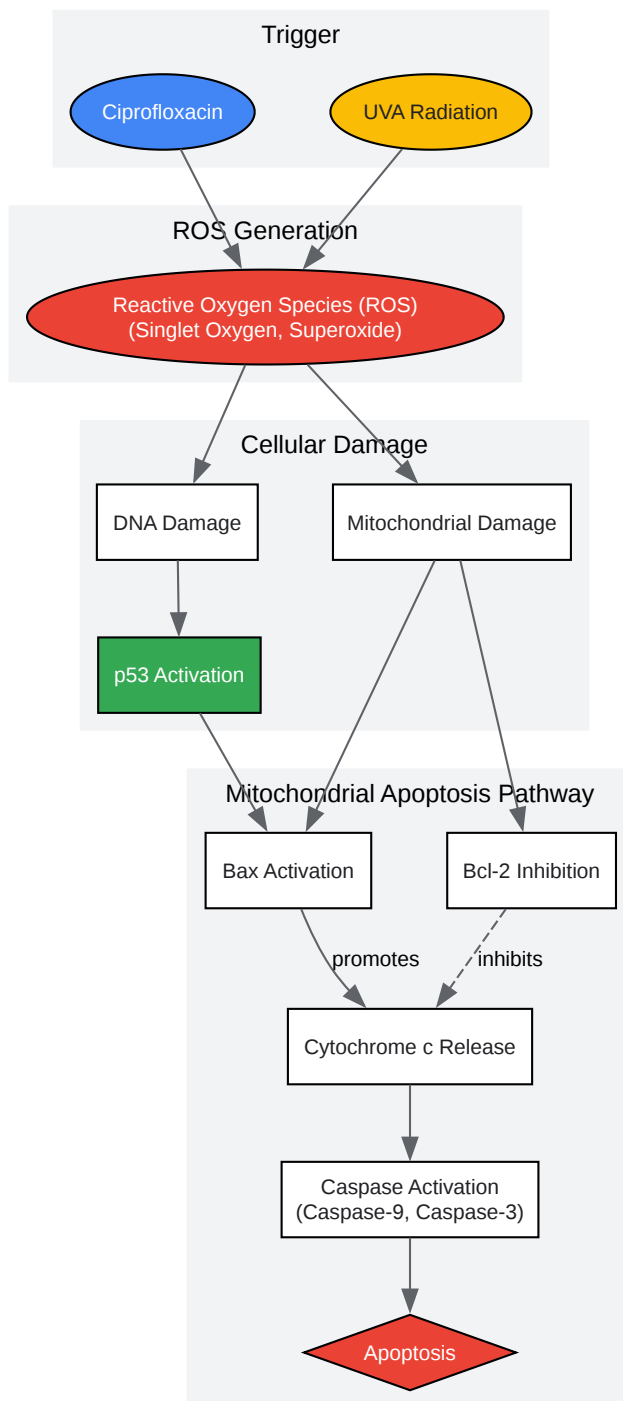 Trigger
Ciprofloxacin
UVA Radiation
ROS Generation
Reactive Oxygen Species (ROS)
(Singlet Oxygen, Superoxide)
Cellular Damage
DNA Damage
Mitochondrial Damage
p53 Activation
Mitochondrial Apoptosis Pathway
Bax Activation
Bcl-2 Inhibition
promotes
inhibits
Cytochrome c Release
Caspase Activation
(Caspase-9, Caspase-3)
Apoptosis